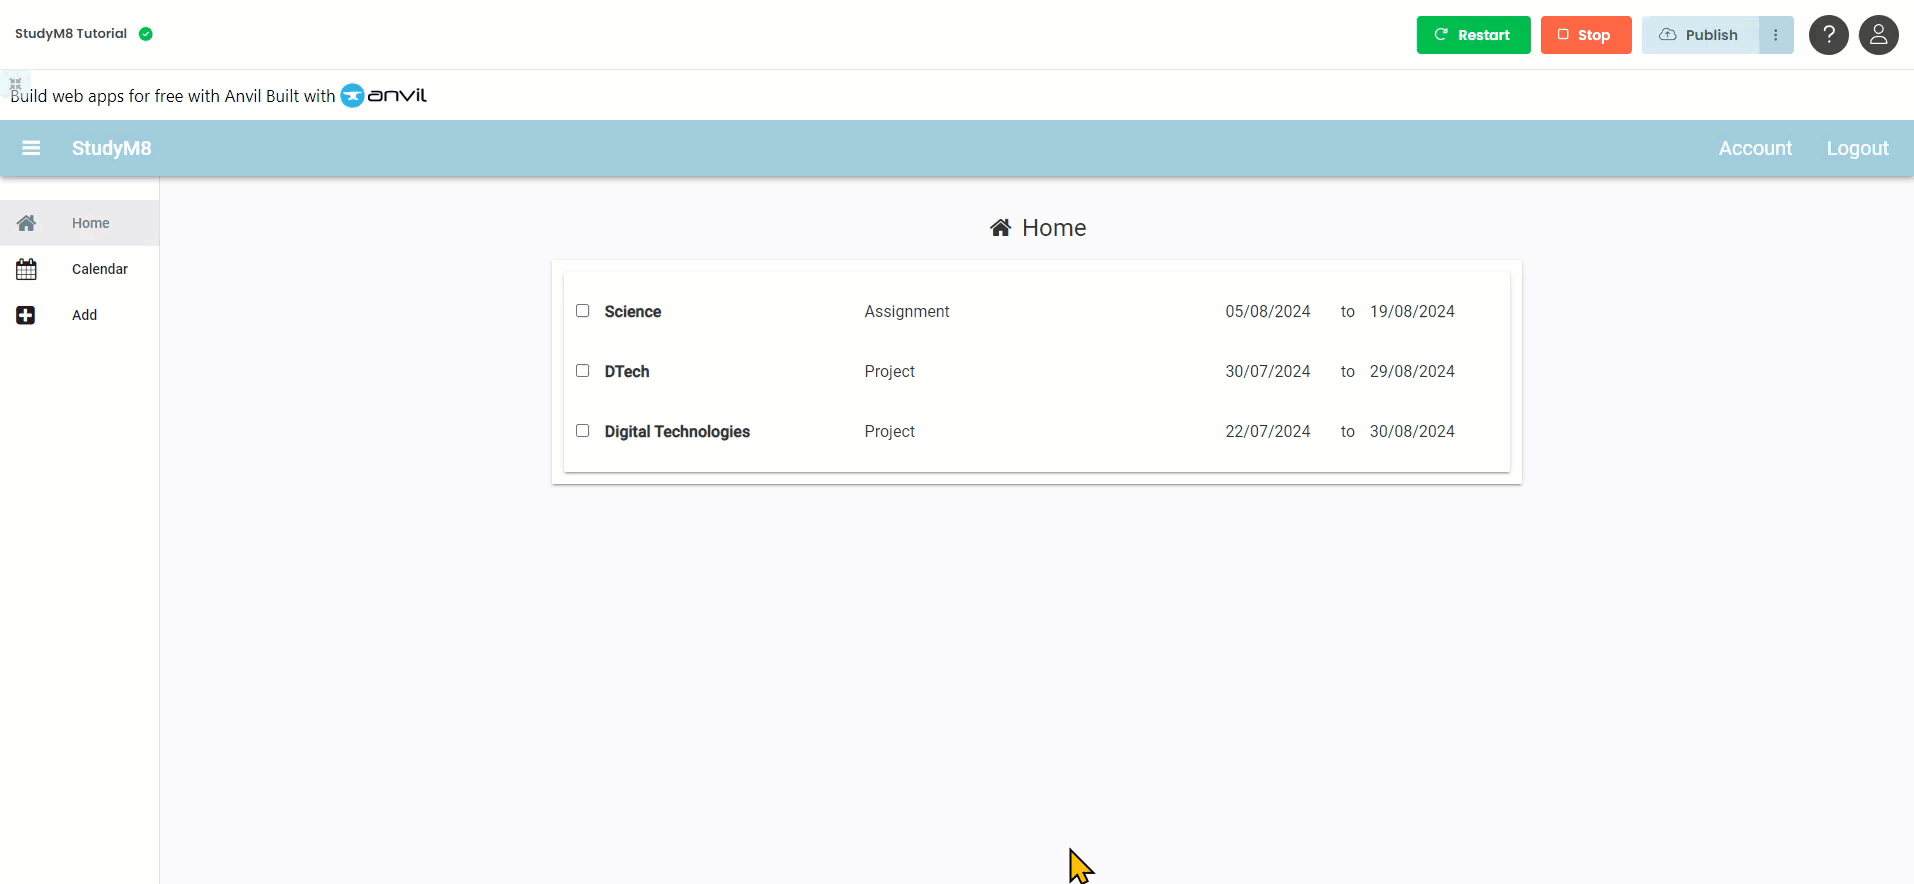 StudyM8 Tutorial
Restart
Stop
Publish
?
Build web apps for free with Anvil Built with anvil
StudyM8
Account
Logout
Home
Calendar
Add
Home
Science Assignment 05/08/2024 to 19/08/2024
DTech Project 30/07/2024 to 29/08/2024
Digital Technologies Project 22/07/2024 to 30/08/2024